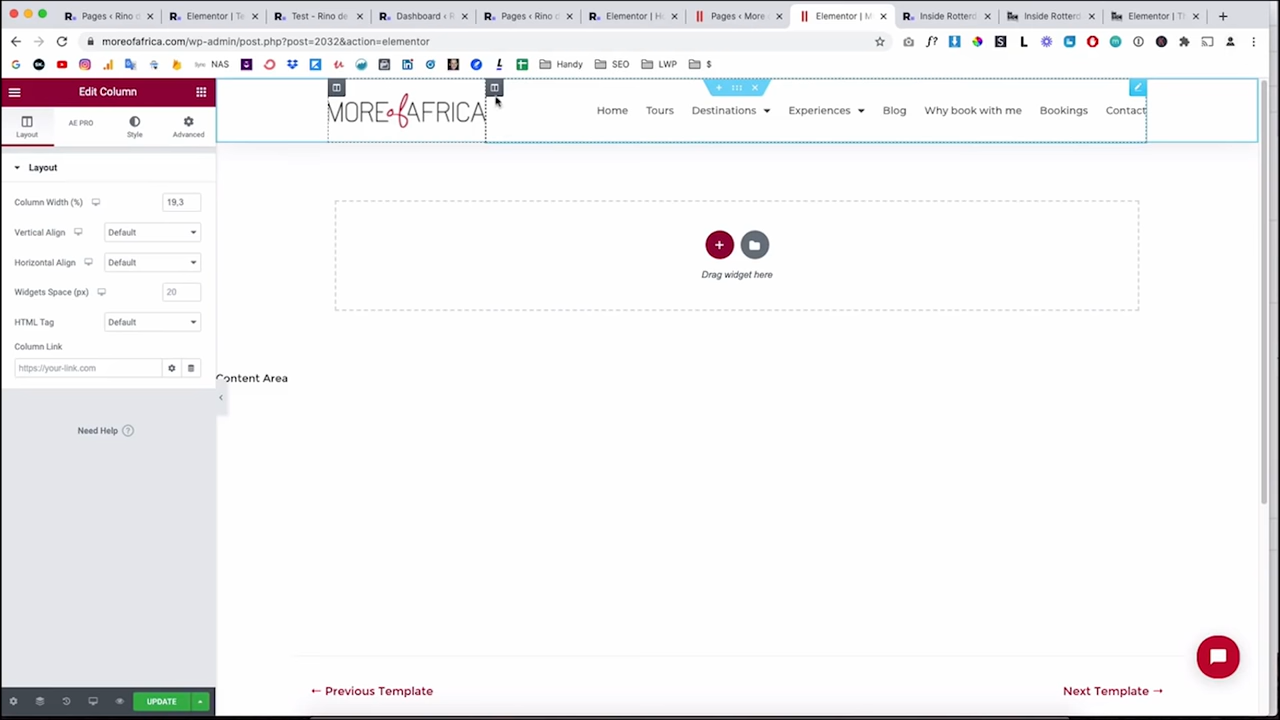 Pages ‹ Rino d
Elementor | Te
Test - Rino de
Dashboard ‹ R
Pages ‹ Rino d
Elementor | Ho
Pages ‹ More
Elementor | M
Inside Rotterd
Inside Rotterd
Elementor | Th
moreofafrica.com/wp-admin/post.php?post=2032&action=elementor
NAS
Handy
SEO
LWP
$
Edit Column
MOREofAFRICA
Home
Tours
Destinations
Experiences
Blog
Why book with me
Bookings
Contact
Layout
AE PRO
Style
Advanced
Layout
Column Width (%)
19,3
Vertical Align
Default
Horizontal Align
Default
Widgets Space (px)
20
HTML Tag
Default
Column Link
https://your-link.com
Need Help
Drag widget here
Content Area
← Previous Template
Next Template →
UPDATE